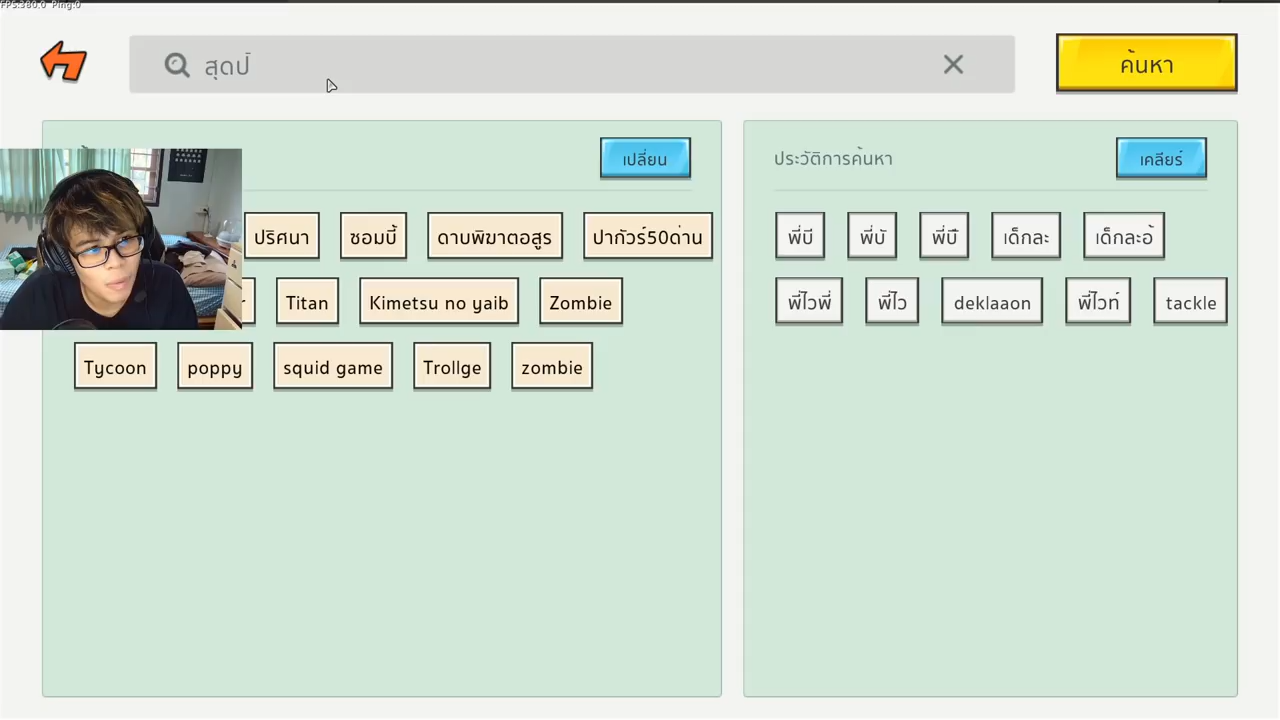 FPS:380.0 Ping:0
สุดป์ ค้นหา
เปลี่ยน
ประวัติการค้นหา เคลียร์
ปริศนา ซอมบี้ ดาบพิฆาตอสูร ปากัวร์50ด่าน
Titan Kimetsu no yaib Zombie
Tycoon poppy squid game Trollge zombie
พี่บี พี่บั พี่ป๊ เด็กละ เด็กละอ้
พี่ไวพี่ พี่ไว deklaaon พี่ไวท์ tackle